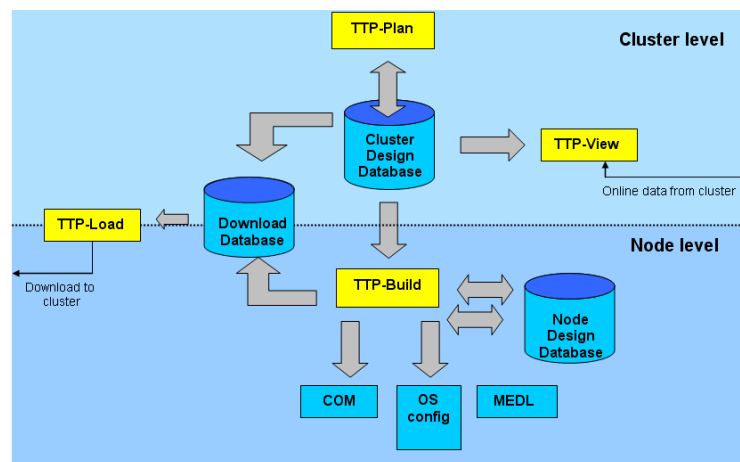 TTP-Plan
Cluster level
Cluster
Design
Database
TTP-View
Online data from cluster
TTP-Load
Download
Database
Node level
Download to
cluster
TTP-Build
Node
Design
Database
COM
OS
config
MEDL